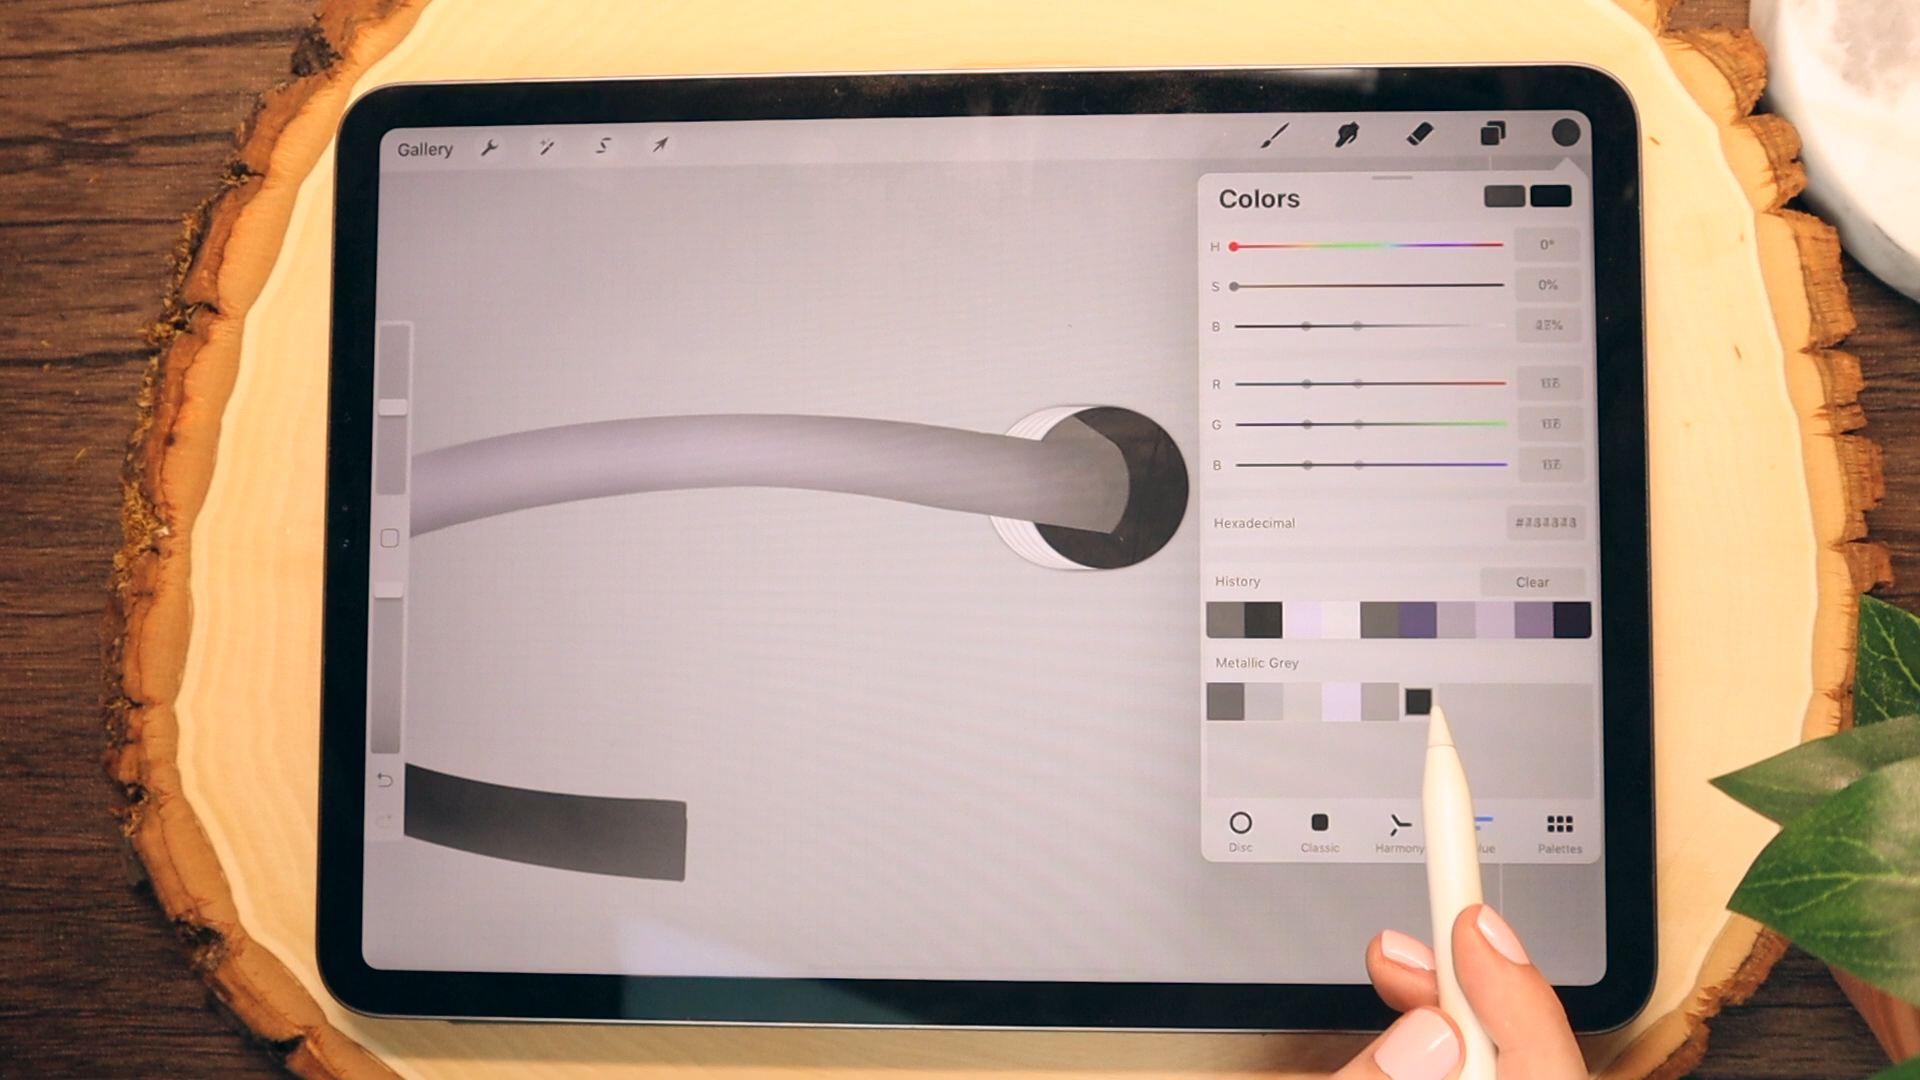 Gallery
Colors
H 0°
S 0%
B
R
G
B
Hexadecimal
History Clear
Metallic Grey
Disc Classic Harmony Palettes